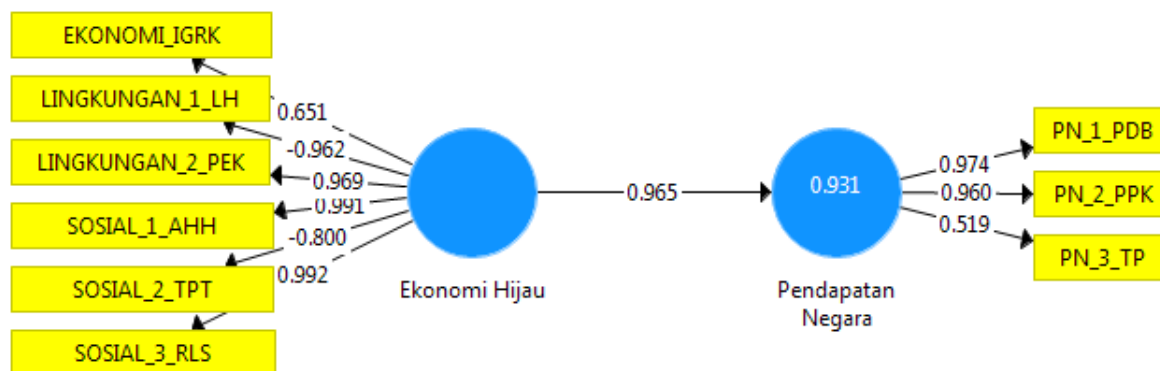 EKONOMI_IGRK
LINGKUNGAN_1_LH
LINGKUNGAN_2_PEK
SOSIAL_1_AHH
SOSIAL_2_TPT
SOSIAL_3_RLS
0.651
-0.962
0.969
0.991
-0.800
0.992
Ekonomi Hijau
0.965
0.931
Pendapatan
Negara
0.974
0.960
0.519
PN_1_PDB
PN_2_PPK
PN_3_TP